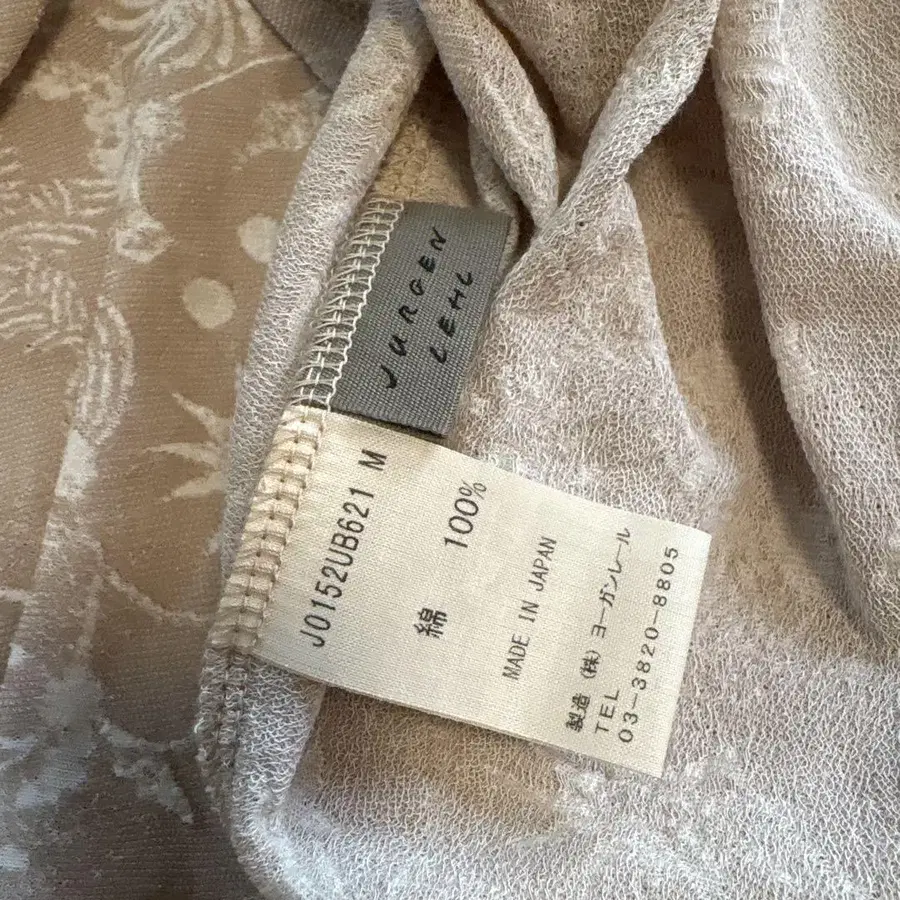 JURGEN
LEHL
J0152UB621 M
綿 100%
MADE IN JAPAN
製造 (株) ヨーガンレール
TEL
03-3820-8805